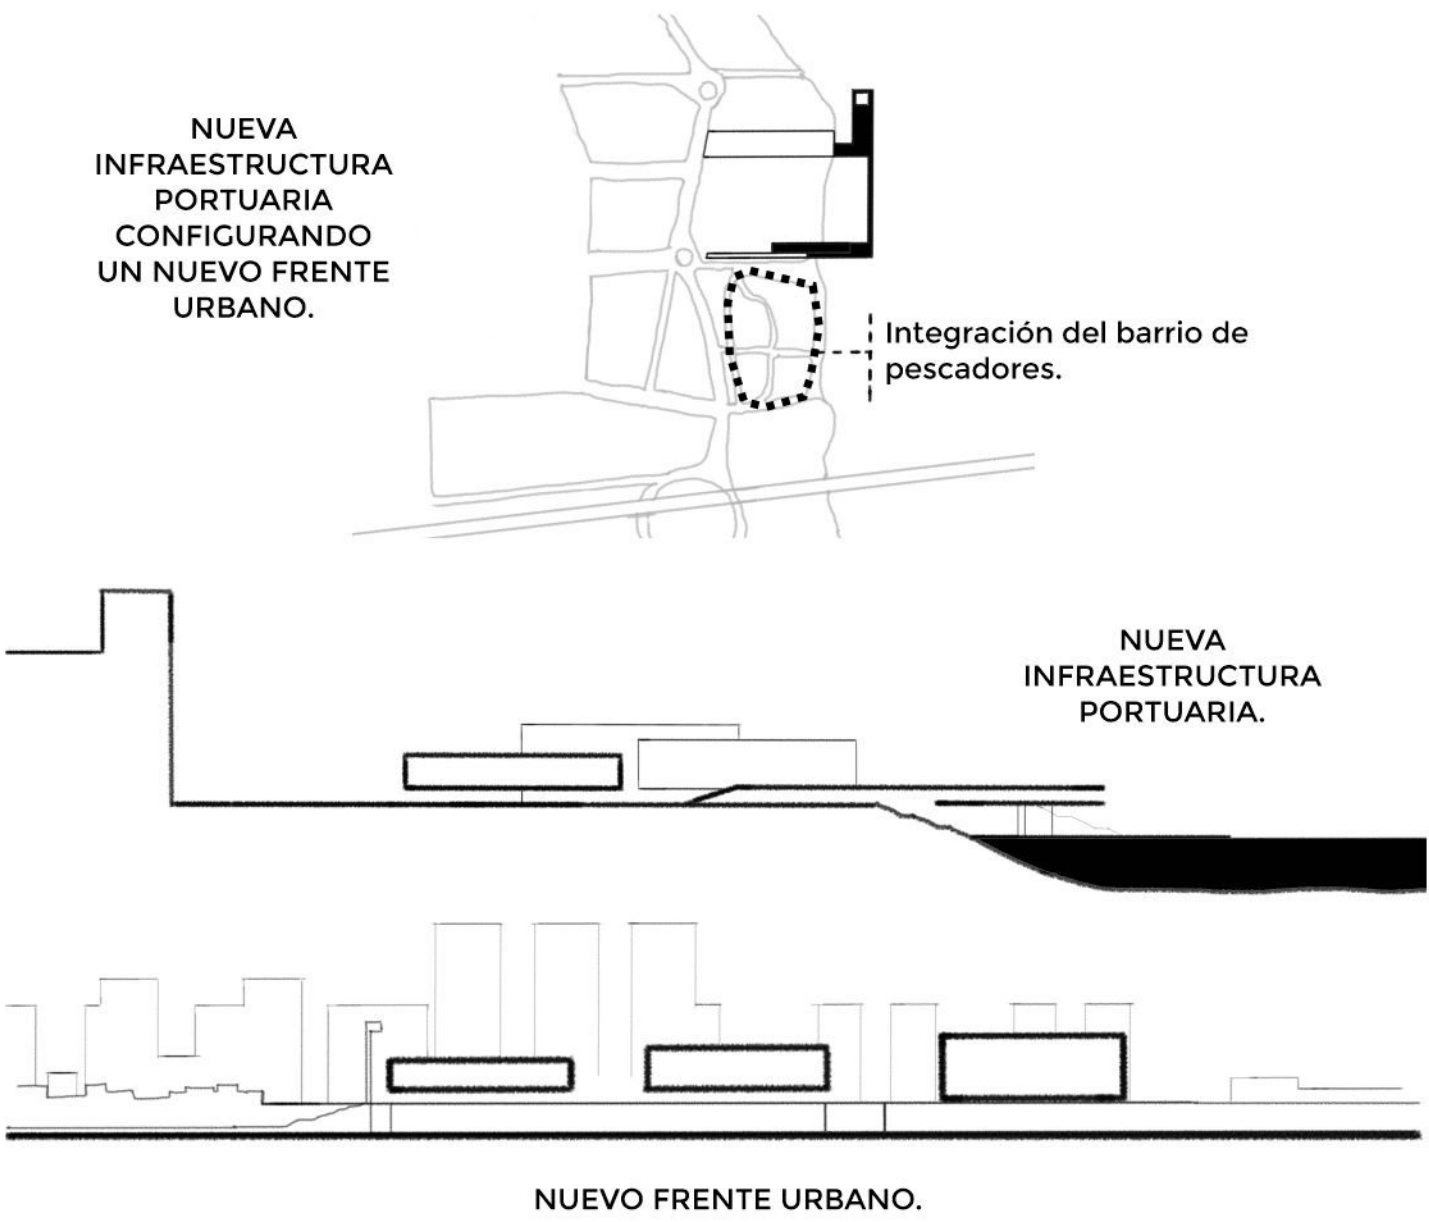 NUEVA
INFRAESTRUCTURA
PORTUARIA
CONFIGURANDO
UN NUEVO FRENTE
URBANO.
Integración del barrio de
pescadores.
NUEVA
INFRAESTRUCTURA
PORTUARIA.
NUEVO FRENTE URBANO.